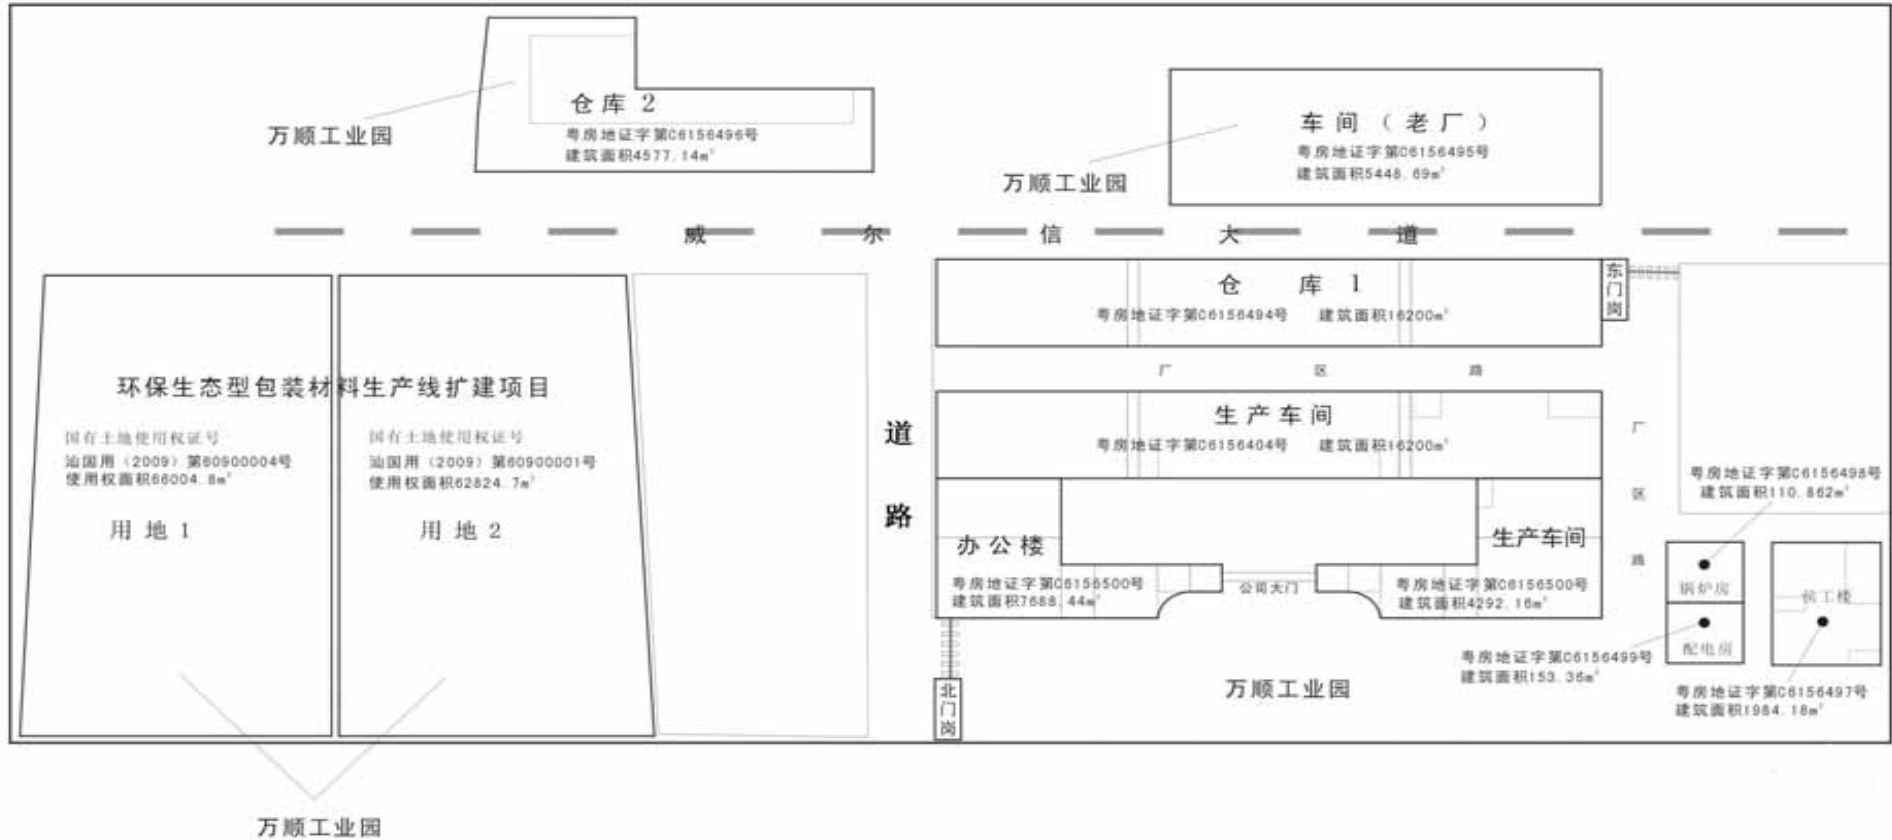 仓库 2
粤房地证字第C6156496号
建筑面积4577.14㎡
万顺工业园
车间（老厂）
粤房地证字第C6156495号
建筑面积5448.69㎡
万顺工业园
威尔信大道
仓库 1
粤房地证字第C6156494号 建筑面积16200㎡
东门岗
厂区路
生产车间
粤房地证字第C6156404号 建筑面积16200㎡
环保生态型包装材料生产线扩建项目
国有土地使用权证号
汕国用（2009）第60900004号
使用权面积66004.8㎡
用地 1
国有土地使用权证号
汕国用（2009）第60900001号
使用权面积62824.7㎡
用地 2
道路
厂区路
办公楼
粤房地证字第C6156500号
建筑面积7688.44㎡
公司大门
生产车间
粤房地证字第C6156500号
建筑面积4292.16㎡
粤房地证字第C6156498号
建筑面积110.862㎡
锅炉房
配电房
侯工楼
粤房地证字第C6156499号
建筑面积153.36㎡
粤房地证字第C6156497号
建筑面积1984.18㎡
北门岗
万顺工业园
万顺工业园